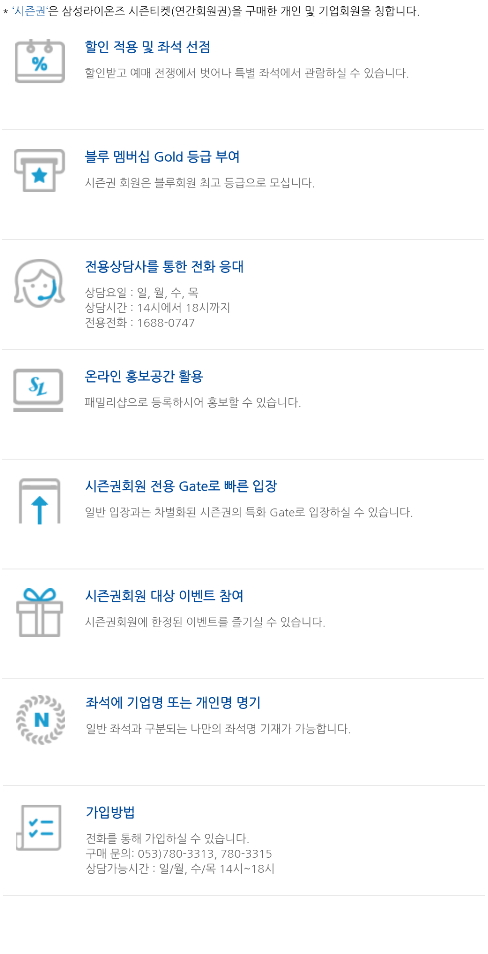 * '시즌권'은 삼성라이온즈 시즌티켓(연간회원권)을 구매한 개인 및 기업회원을 칭합니다.
%
할인 적용 및 좌석 선점
할인받고 예매 전쟁에서 벗어나 특별 좌석에서 관람하실 수 있습니다.
블루 멤버십 Gold 등급 부여
시즌권 회원은 블루회원 최고 등급으로 모십니다.
전용상담사를 통한 전화 응대
상담요일 : 일, 월, 수, 목
상담시간 : 14시에서 18시까지
전용전화 : 1688-0747
SL
온라인 홍보공간 활용
패밀리샵으로 등록하시어 홍보할 수 있습니다.
시즌권회원 전용 Gate로 빠른 입장
일반 입장과는 차별화된 시즌권의 특화 Gate로 입장하실 수 있습니다.
시즌권회원 대상 이벤트 참여
시즌권회원에 한정된 이벤트를 즐기실 수 있습니다.
N
좌석에 기업명 또는 개인명 명기
일반 좌석과 구분되는 나만의 좌석명 기재가 가능합니다.
가입방법
전화를 통해 가입하실 수 있습니다.
구매 문의: 053)780-3313, 780-3315
상담가능시간 : 일/월, 수/목 14시~18시